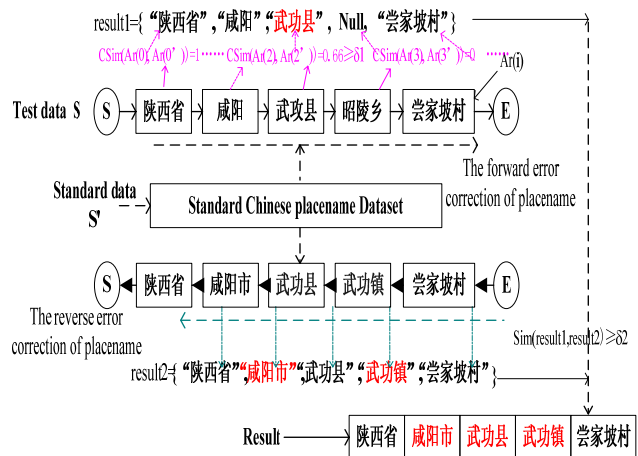 result1={ “陕西省”,“咸阳”,“武功县”, Null, “尝家坡村”}
CSim(Ar(0), Ar(0’))=1 ······ CSim(Ar(2), Ar(2’))=0.66≥δ1 CSim(Ar(3), Ar(3’))=0 ······
Ar(i)
Test data S S 陕西省 咸阳 武攻县 昭陵乡 尝家坡村 E
The forward error
correction of placename
Standard data
S'
Standard Chinese placename Dataset
S 陕西省 咸阳市 武功县 武功镇 尝家坡村 E
The reverse error
correction of placename
Sim(result1,result2)≥δ2
result2={ “陕西省”,“咸阳市”,“武功县”,“武功镇”,“尝家坡村” }
Result 陕西省 咸阳市 武功县 武功镇 尝家坡村